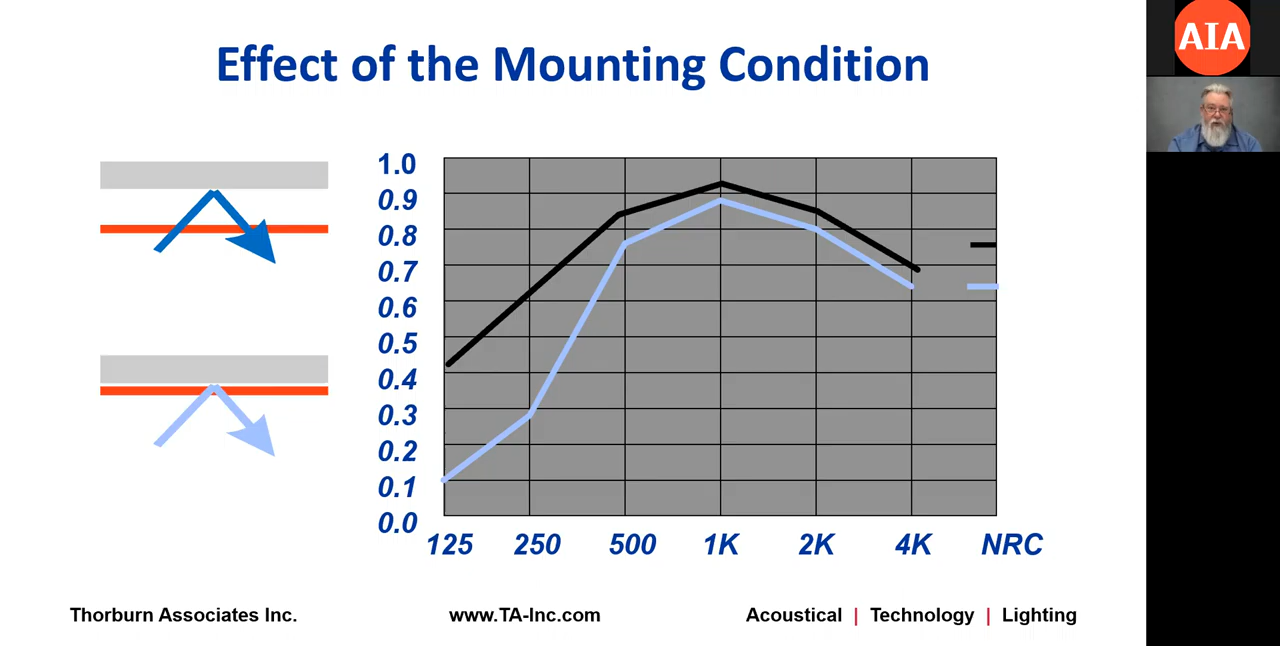 Effect of the Mounting Condition
AIA
1.0
0.9
0.8
0.7
0.6
0.5
0.4
0.3
0.2
0.1
0.0
125 250 500 1K 2K 4K NRC
Thorburn Associates Inc. www.TA-Inc.com Acoustical | Technology | Lighting